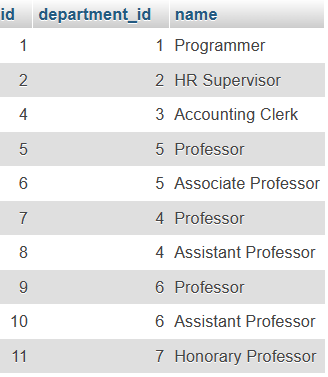 id department_id name
1 1 Programmer
2 2 HR Supervisor
4 3 Accounting Clerk
5 5 Professor
6 5 Associate Professor
7 4 Professor
8 4 Assistant Professor
9 6 Professor
10 6 Assistant Professor
11 7 Honorary Professor